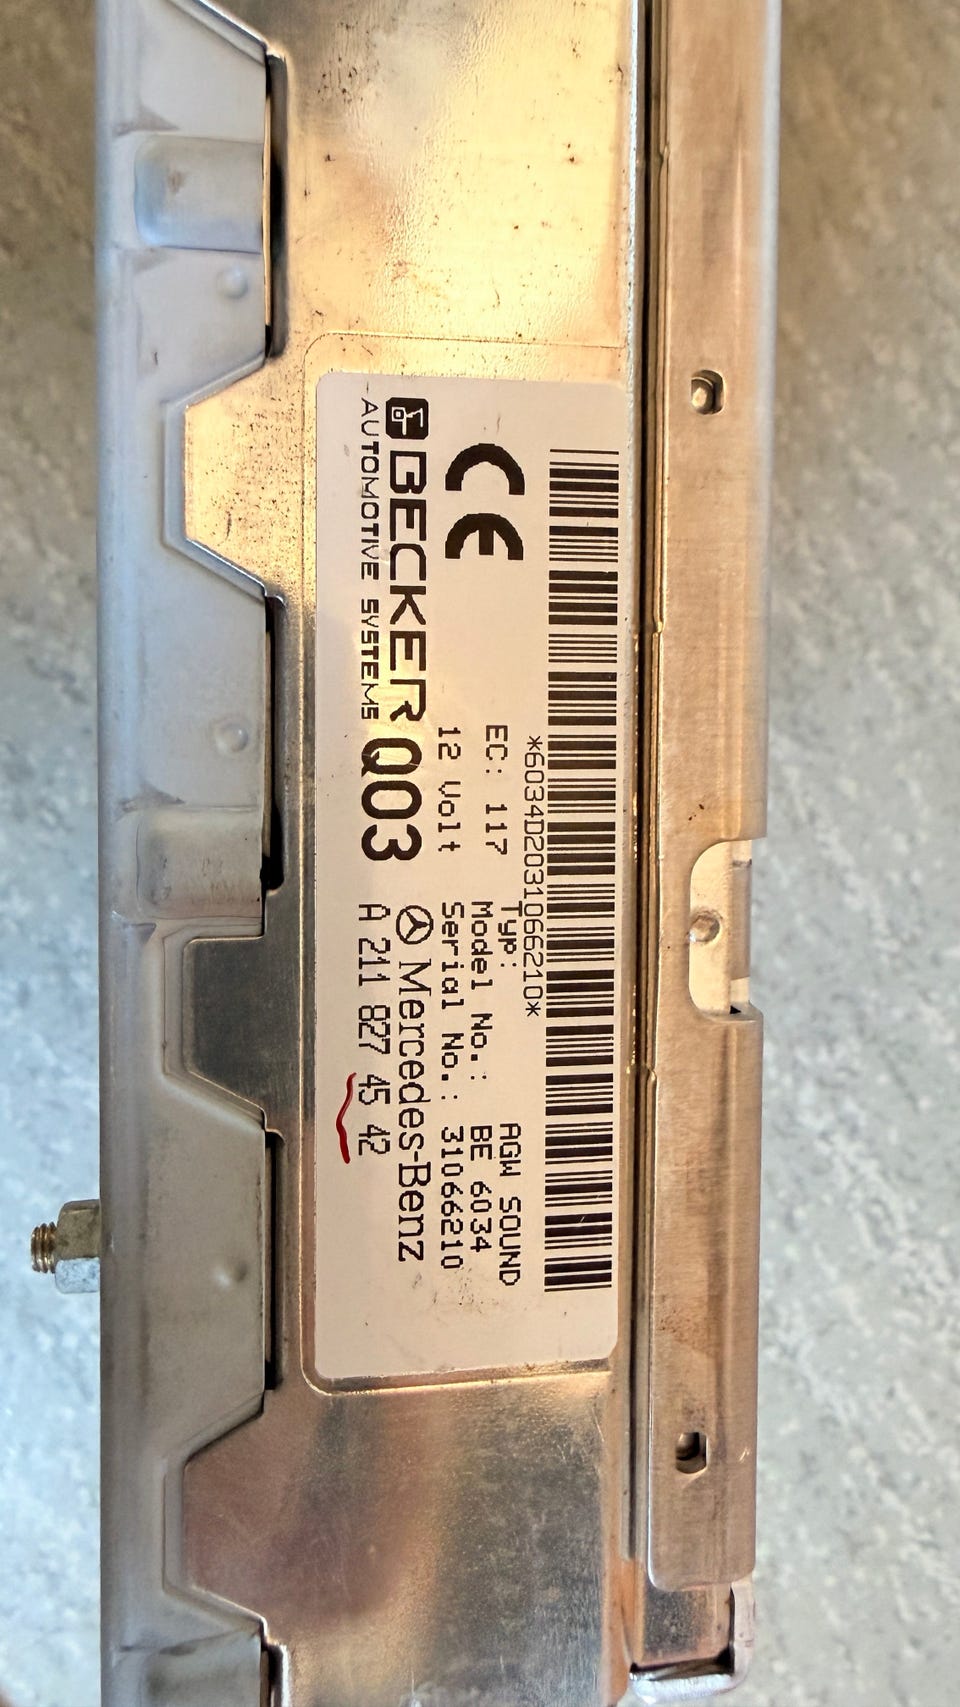 *6034D2031066210*
CE
Typ: AGW SOUND
EC: 117 Model No.: BE 6034
12 Volt Serial No.: 31066210
BECKER Q03 Mercedes-Benz
AUTOMOTIVE SYSTEMS A 211 827 45 42